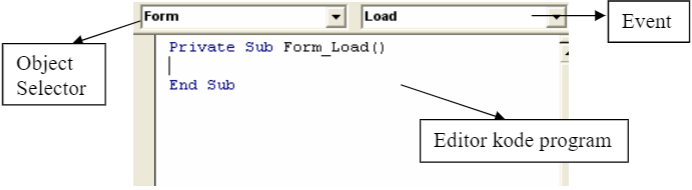 Form
Load
Event
Private Sub Form_Load()
Object
Selector
End Sub
Editor kode program